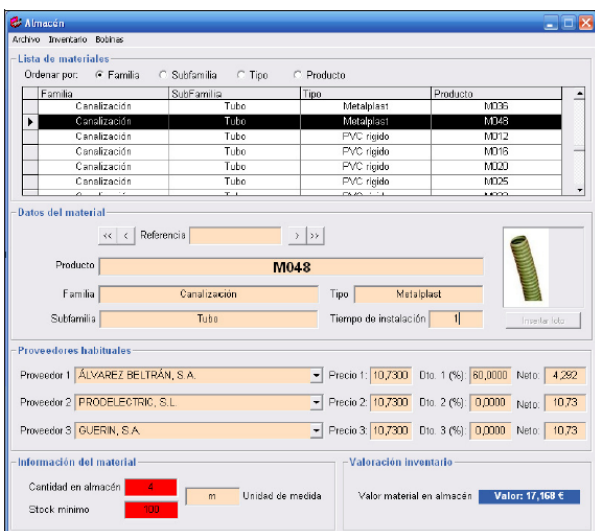 Almacén
Archivo Inventario Bobinas
Lista de materiales
Ordenar por: Familia Subfamilia Tipo Producto
Familia SubFamilia Tipo Producto
Canalización Tubo Metalplast M036
Canalización Tubo Metalplast M048
Canalización Tubo PVC rígido M012
Canalización Tubo PVC rígido M016
Canalización Tubo PVC rígido M020
Canalización Tubo PVC rígido M025
Datos del material
<< < Referencia > >>
Producto M048
Familia Canalización Tipo Metalplast
Subfamilia Tubo Tiempo de instalación 1
Insertar foto
Proveedores habituales
Proveedor 1 ÁLVAREZ BELTRÁN, S.A. Precio 1: 10,7300 Dto. 1 (%): 60,0000 Neto: 4,292
Proveedor 2 PRODELECTRIC, S.L. Precio 2: 10,7300 Dto. 2 (%): 0,0000 Neto: 10,73
Proveedor 3 GUERIN, S.A. Precio 3: 10,7300 Dto. 3 (%): 0,0000 Neto: 10,73
Información del material
Cantidad en almacén 4
m Unidad de medida
Stock minimo 100
Valoración inventario
Valor material en almacén Valor: 17,168 €